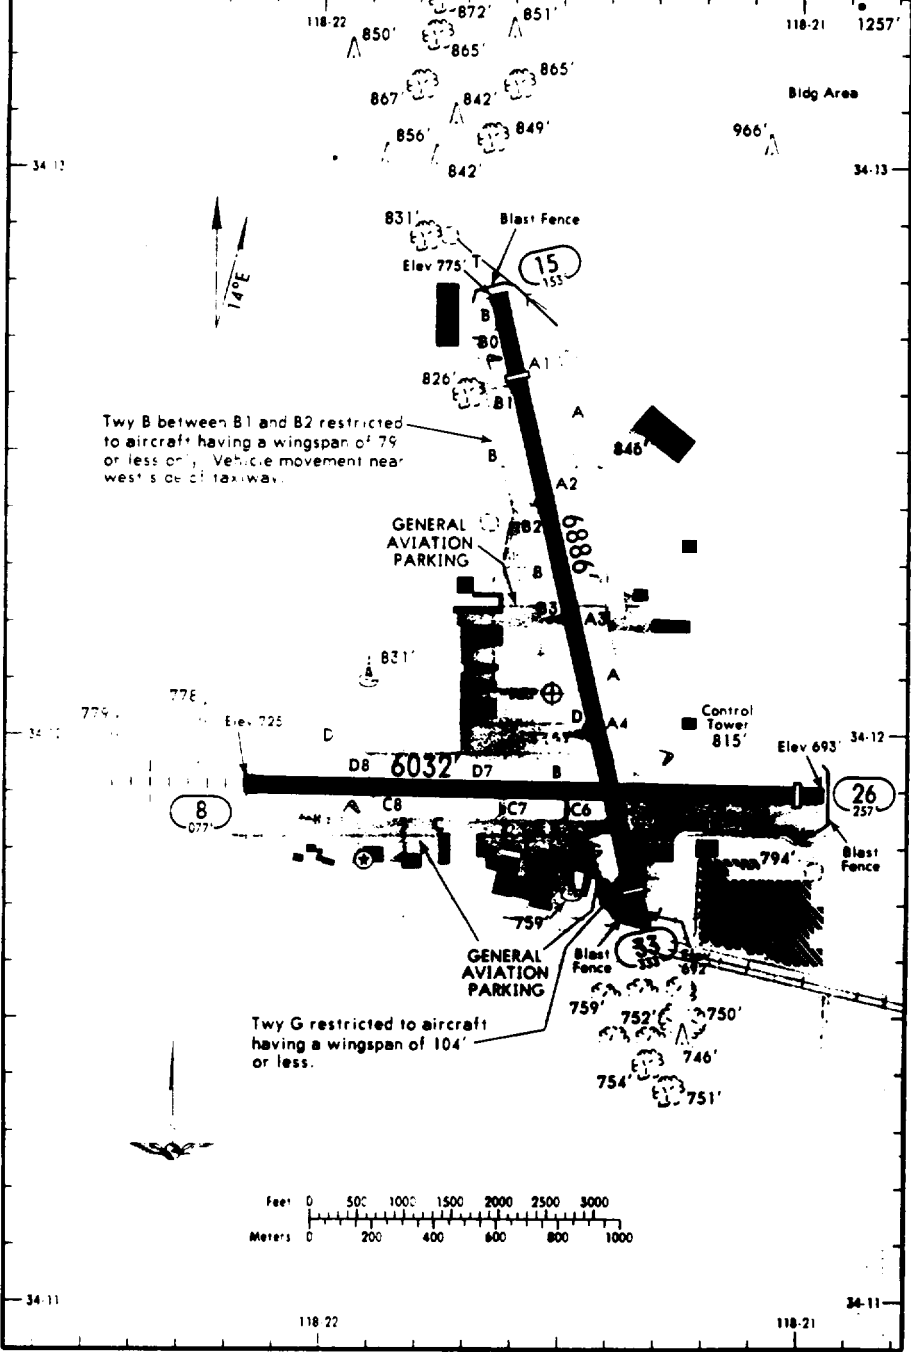 872'
851'
118-22
118-21
1257'
850'
865'
865'
867'
842'
Bldg Area
856'
849'
966'
842'
34-13
34-13
831'
Blast Fence
T
15
153°
Elev 775'
14°E
B
B0
A1
826'
B1
A
Twy B between B1 and B2 restricted
to aircraft having a wingspan of 79
or less only. Vehicle movement near
west side of taxiway.
846'
B
A2
GENERAL
AVIATION
PARKING
B2
6886'
B
B3
A3
831'
A
778
779
Elev 725
D
D
A4
Control
Tower
815'
34-12
34-12
Elev 693'
D8
6032'
D7
B
8
077°
C8
C7
C6
26
257°
C
Blast
Fence
794'
759'
GENERAL
AVIATION
PARKING
Blast
Fence
33
333°
692'
759'
752'
750'
Twy G restricted to aircraft
having a wingspan of 104'
or less.
746'
754'
751'
Feet 0 500 1000 1500 2000 2500 3000
Meters 0 200 400 600 800 1000
34-11
34-11
118-22
118-21